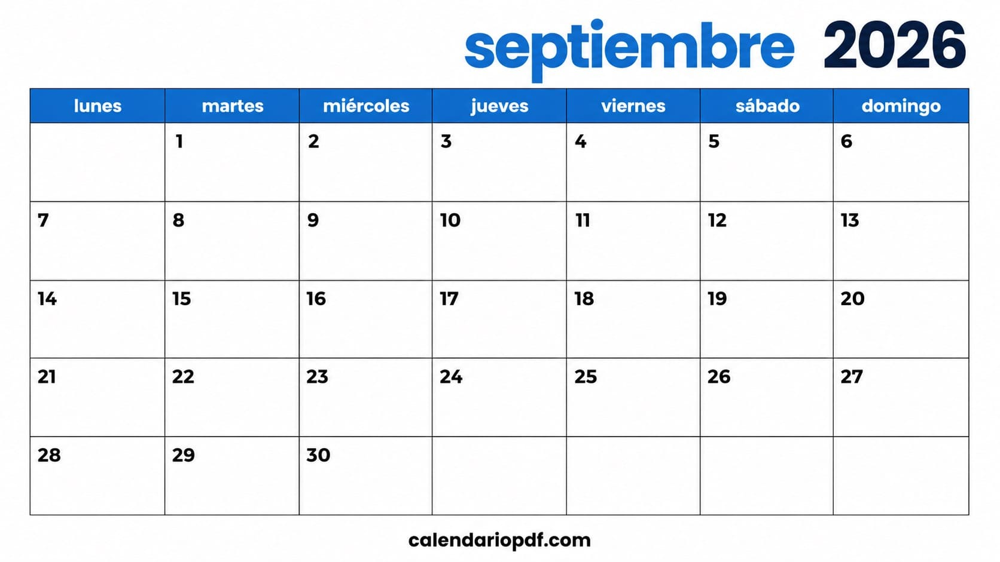 septiembre 2026
lunes martes miércoles jueves viernes sábado domingo
1 2 3 4 5 6
7 8 9 10 11 12 13
14 15 16 17 18 19 20
21 22 23 24 25 26 27
28 29 30
calendariopdf.com